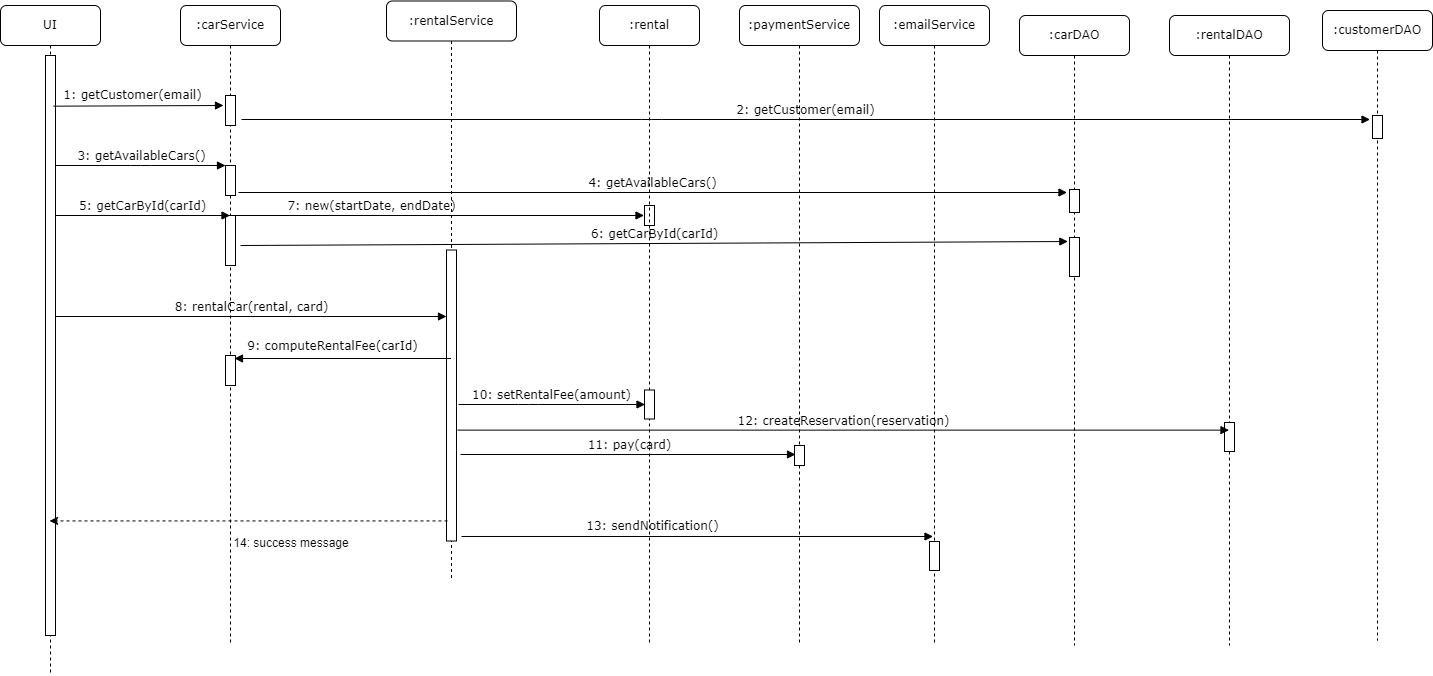 UI
:carService
:rentalService
:rental
:paymentService
:emailService
:carDAO
:rentalDAO
:customerDAO
1: getCustomer(email)
2: getCustomer(email)
3: getAvailableCars()
4: getAvailableCars()
5: getCarById(carId)
7: new(startDate, endDate)
6: getCarById(carId)
8: rentalCar(rental, card)
9: computeRentalFee(carId)
10: setRentalFee(amount)
12: createReservation(reservation)
11: pay(card)
13: sendNotification()
14: success message